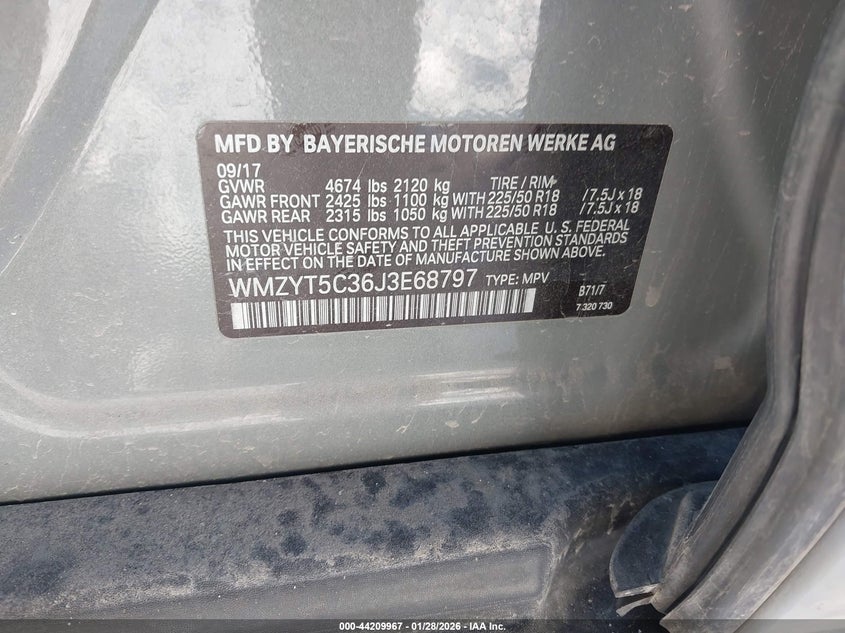 MFD BY BAYERISCHE MOTOREN WERKE AG
09/17
GVWR 4674 lbs 2120 kg TIRE / RIM
GAWR FRONT 2425 lbs 1100 kg WITH 225/50 R18 / 7.5J x 18
GAWR REAR 2315 lbs 1050 kg WITH 225/50 R18 / 7.5J x 18
THIS VEHICLE CONFORMS TO ALL APPLICABLE U. S. FEDERAL
MOTOR VEHICLE SAFETY AND THEFT PREVENTION STANDARDS
IN EFFECT ON THE DATE OF MANUFACTURE SHOWN ABOVE.
WMZYT5C36J3E68797 TYPE: MPV B71/7
7 320 730
000-44209967 - 01/28/2026 - IAA Inc.